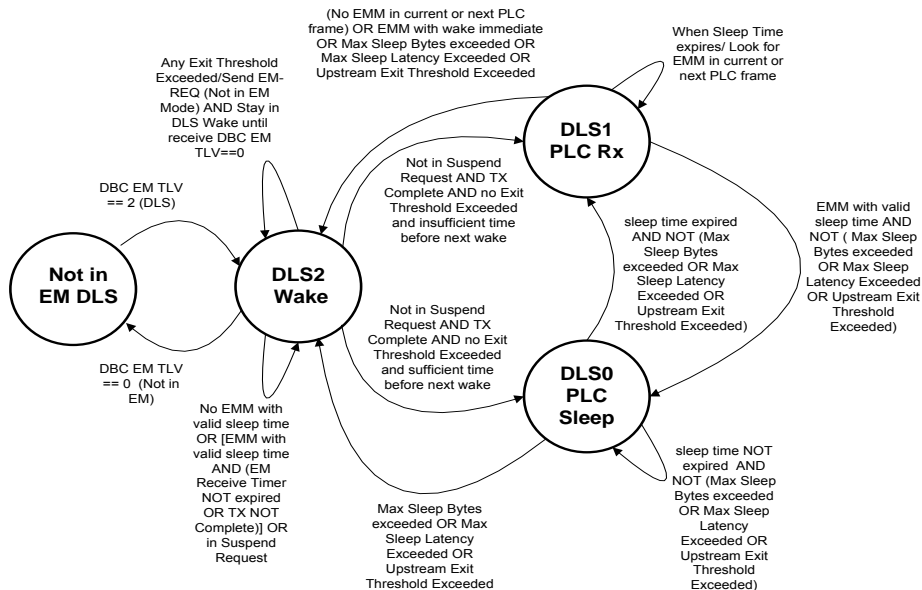 (No EMM in current or next PLC
frame) OR EMM with wake immediate
OR Max Sleep Bytes exceeded OR
Max Sleep Latency Exceeded OR
Upstream Exit Threshold Exceeded
When Sleep Time
expires/ Look for
EMM in current or
next PLC frame
Any Exit Threshold
Exceeded/Send EM-
REQ (Not in EM
Mode) AND Stay in
DLS Wake until
receive DBC EM
TLV==0
DLS1
PLC Rx
Not in Suspend
Request AND TX
Complete AND no Exit
Threshold Exceeded
and insufficient time
before next wake
DBC EM TLV
== 2 (DLS)
sleep time expired
AND NOT (Max
Sleep Bytes
exceeded OR Max
Sleep Latency
Exceeded OR
Upstream Exit
Threshold Exceeded)
EMM with valid
sleep time AND
NOT ( Max Sleep
Bytes exceeded
OR Max Sleep
Latency Exceeded
OR Upstream Exit
Threshold
Exceeded)
Not in
EM DLS
DLS2
Wake
Not in Suspend
Request AND TX
Complete AND no Exit
Threshold Exceeded
and sufficient time
before next wake
DBC EM TLV
== 0 (Not in
EM)
DLS0
PLC
Sleep
No EMM with
valid sleep time
OR [EMM with
valid sleep time
AND (EM
Receive Timer
NOT expired
OR TX NOT
Complete)] OR
in Suspend
Request
Max Sleep Bytes
exceeded OR Max
Sleep Latency
Exceeded OR
Upstream Exit
Threshold Exceeded
sleep time NOT
expired AND
NOT (Max Sleep
Bytes exceeded
OR Max Sleep
Latency
Exceeded OR
Upstream Exit
Threshold
Exceeded)